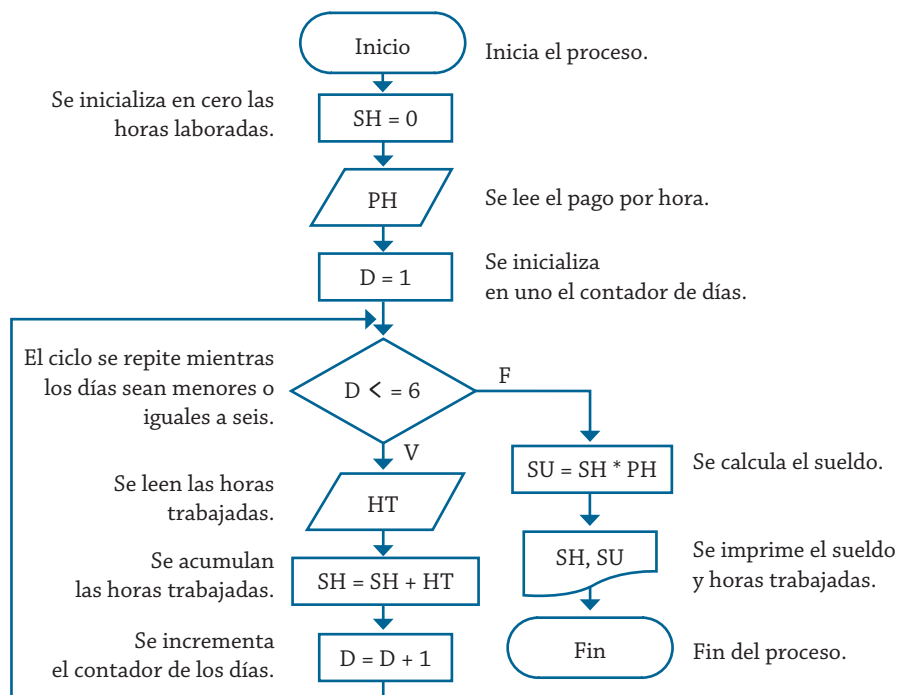 Inicio
Inicia el proceso.
Se inicializa en cero las
horas laboradas.
SH = 0
PH
Se lee el pago por hora.
D = 1
Se inicializa
en uno el contador de días.
El ciclo se repite mientras
los días sean menores o
iguales a seis.
D < = 6
F
V
SU = SH * PH
Se calcula el sueldo.
Se leen las horas
trabajadas.
HT
SH, SU
Se imprime el sueldo
y horas trabajadas.
Se acumulan
las horas trabajadas.
SH = SH + HT
Se incrementa
el contador de los días.
D = D + 1
Fin
Fin del proceso.